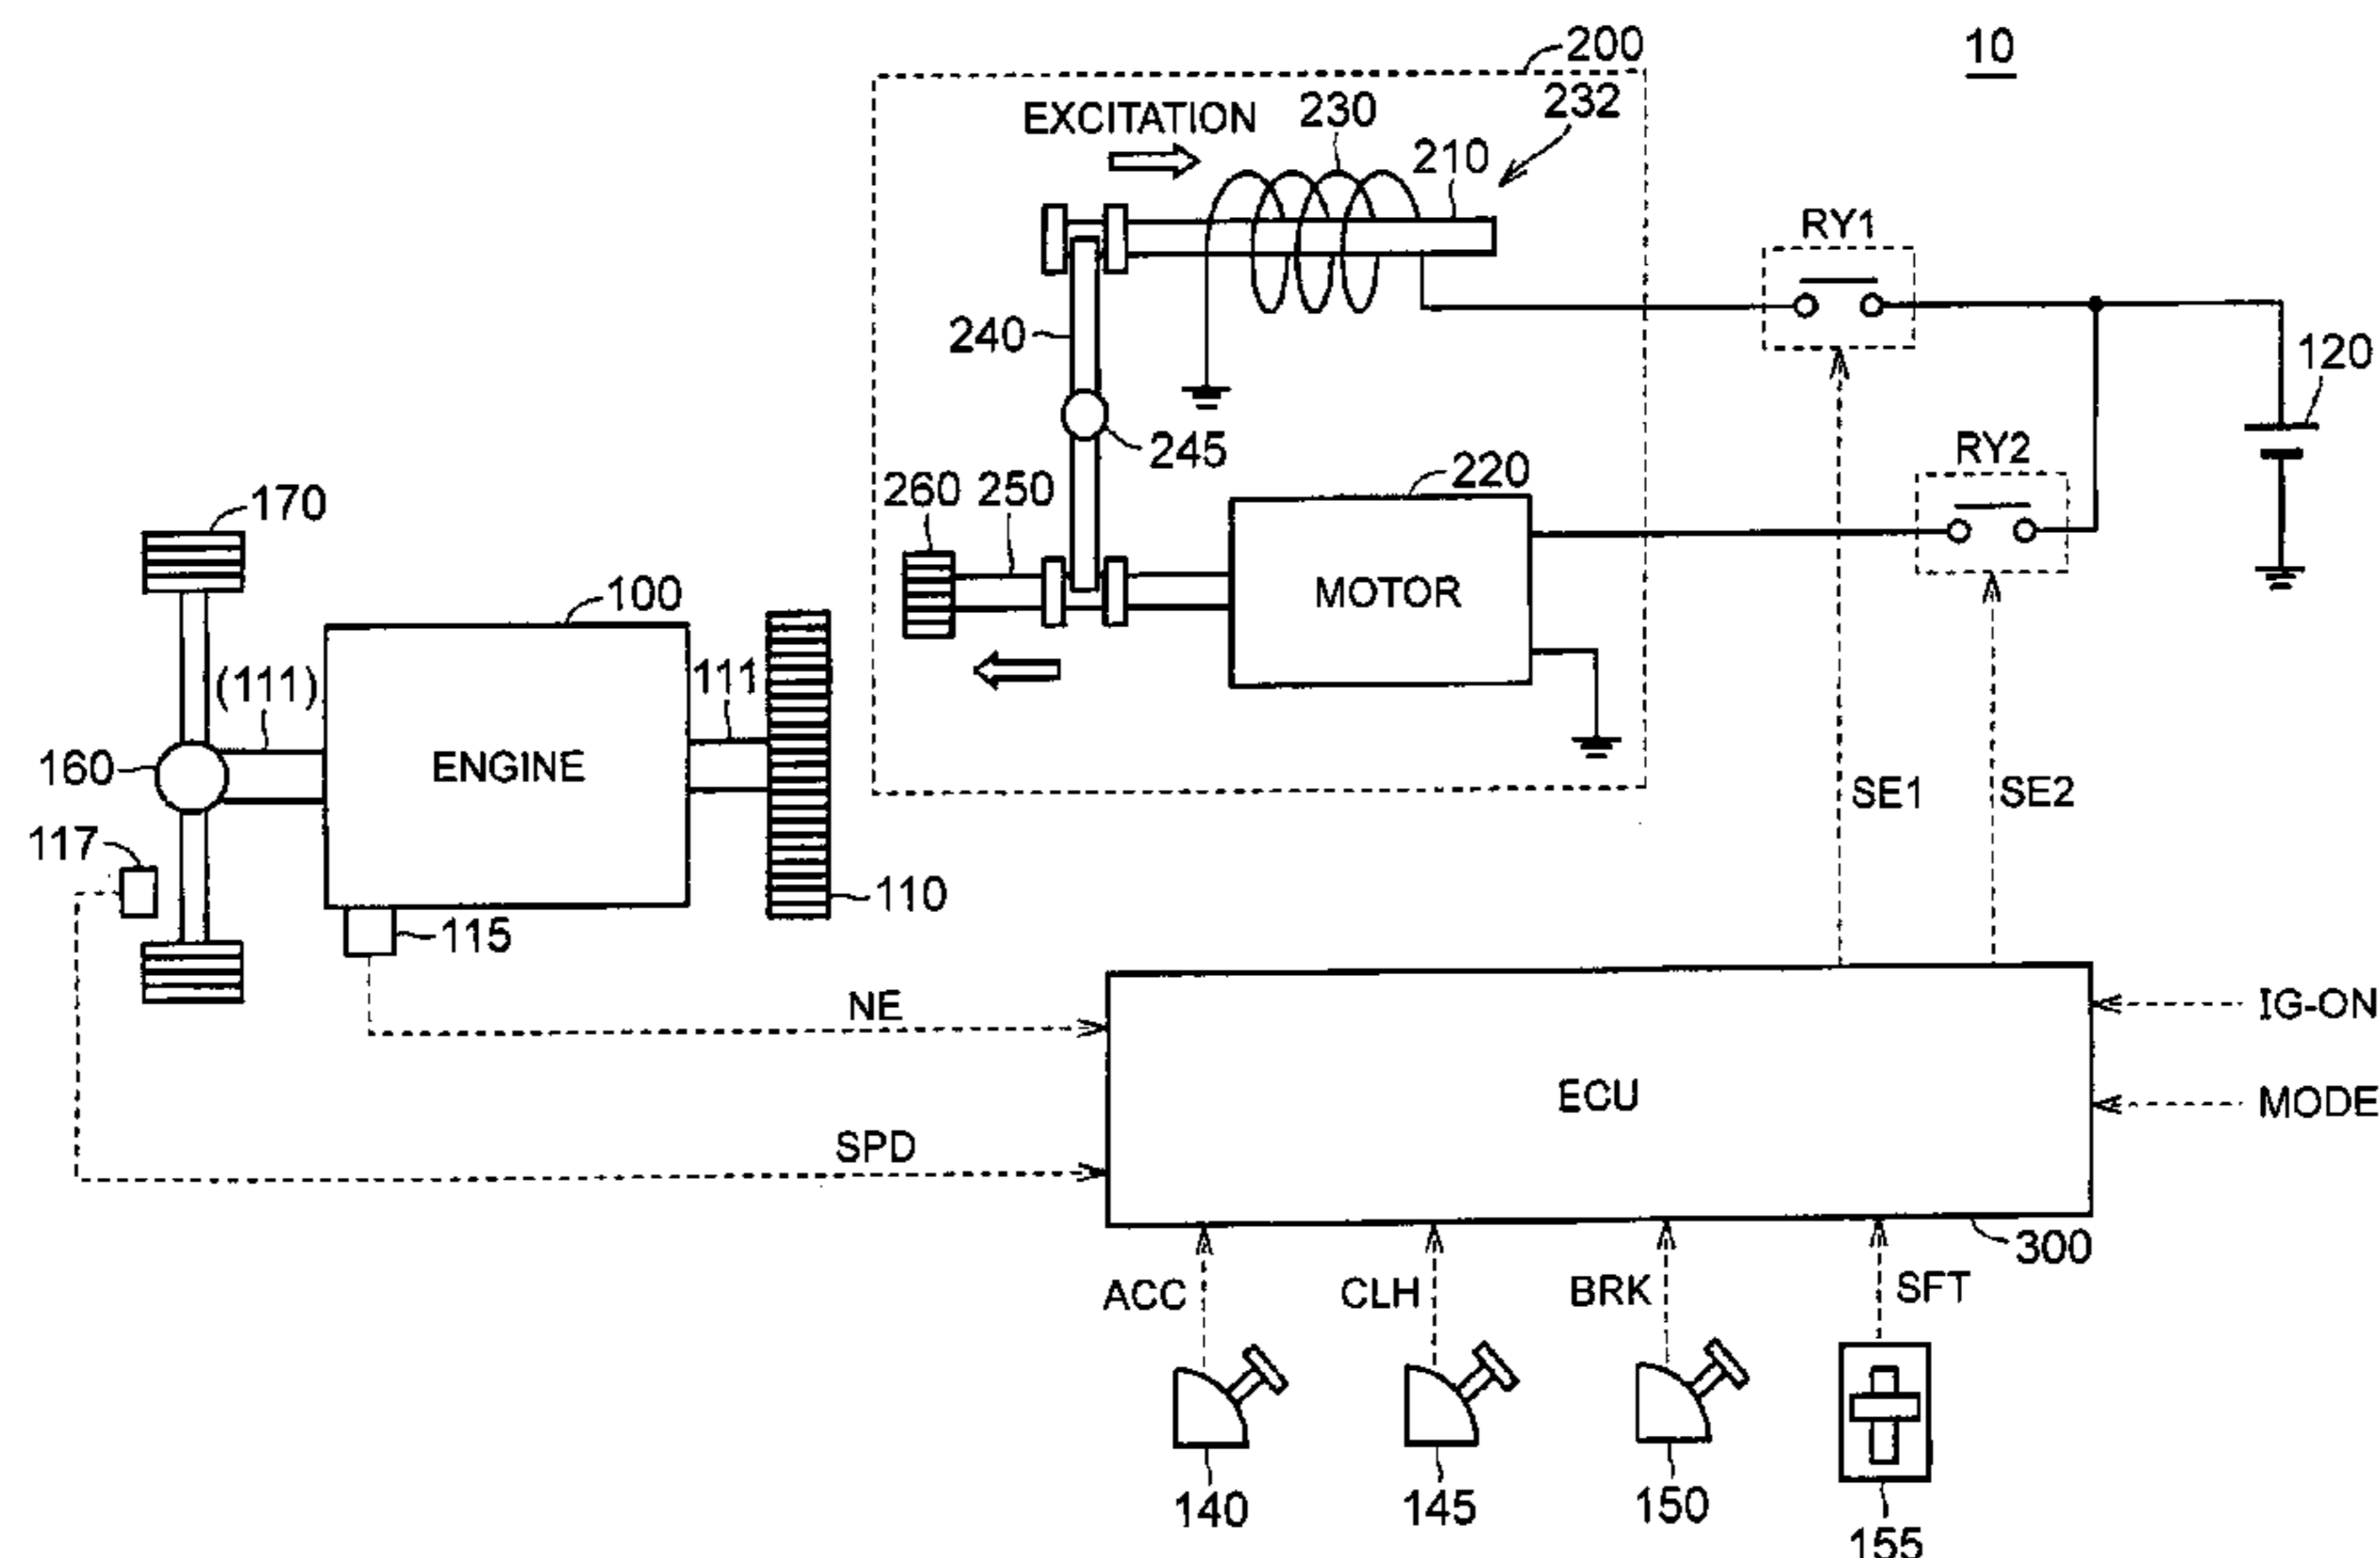 200
10
232
EXCITATION
230
210
RY1
240
120
245
RY2
220
260
250
170
MOTOR
100
(111)
111
160
ENGINE
SE1
SE2
117
110
115
NE
IG-ON
ECU
MODE
SPD
300
ACC
CLH
BRK
SFT
140
145
150
155